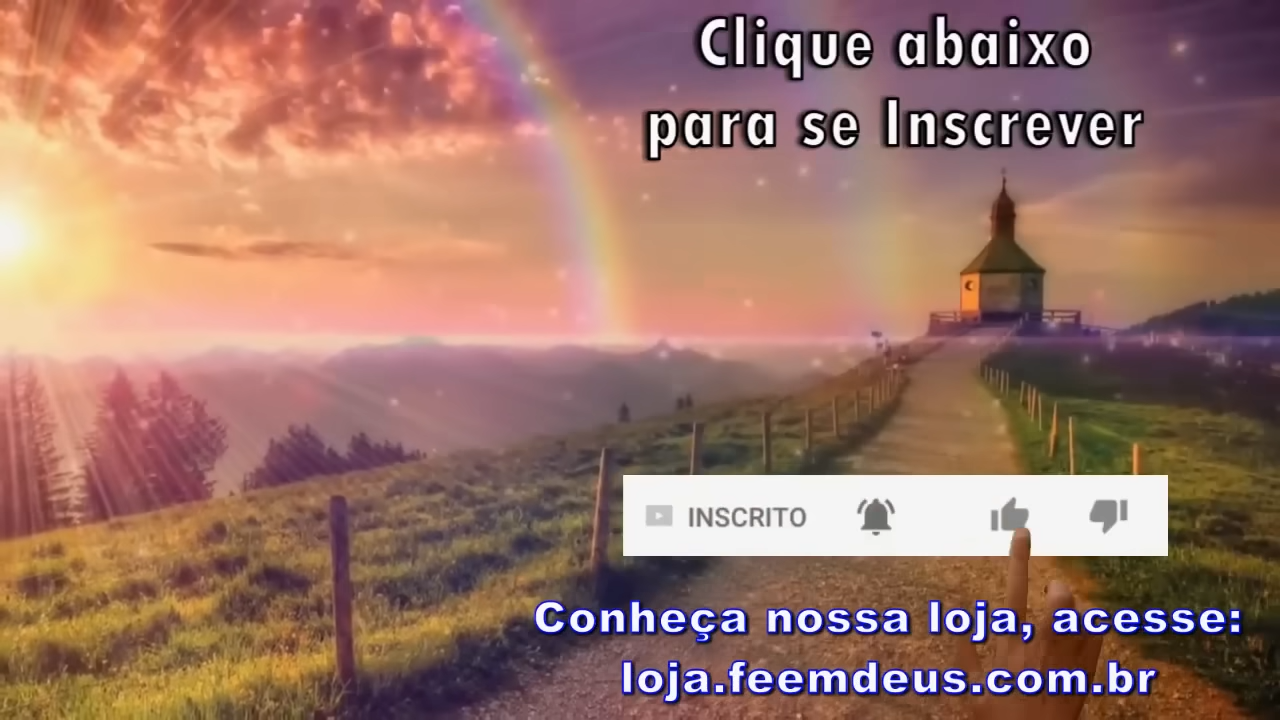 Clique abaixo
para se Inscrever
INSCRITO
Conheça nossa loja, acesse:
loja.feemdeus.com.br